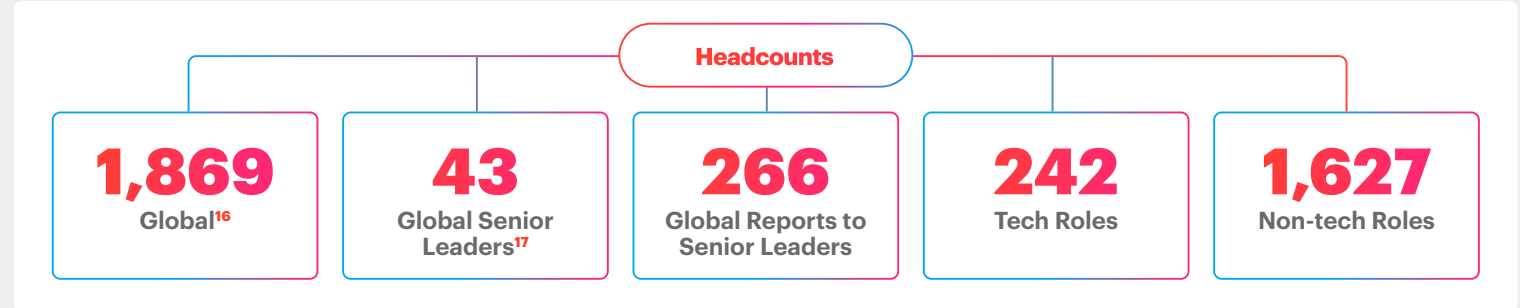 Headcounts
1,869
Global16
43
Global Senior
Leaders17
266
Global Reports to
Senior Leaders
242
Tech Roles
1,627
Non-tech Roles